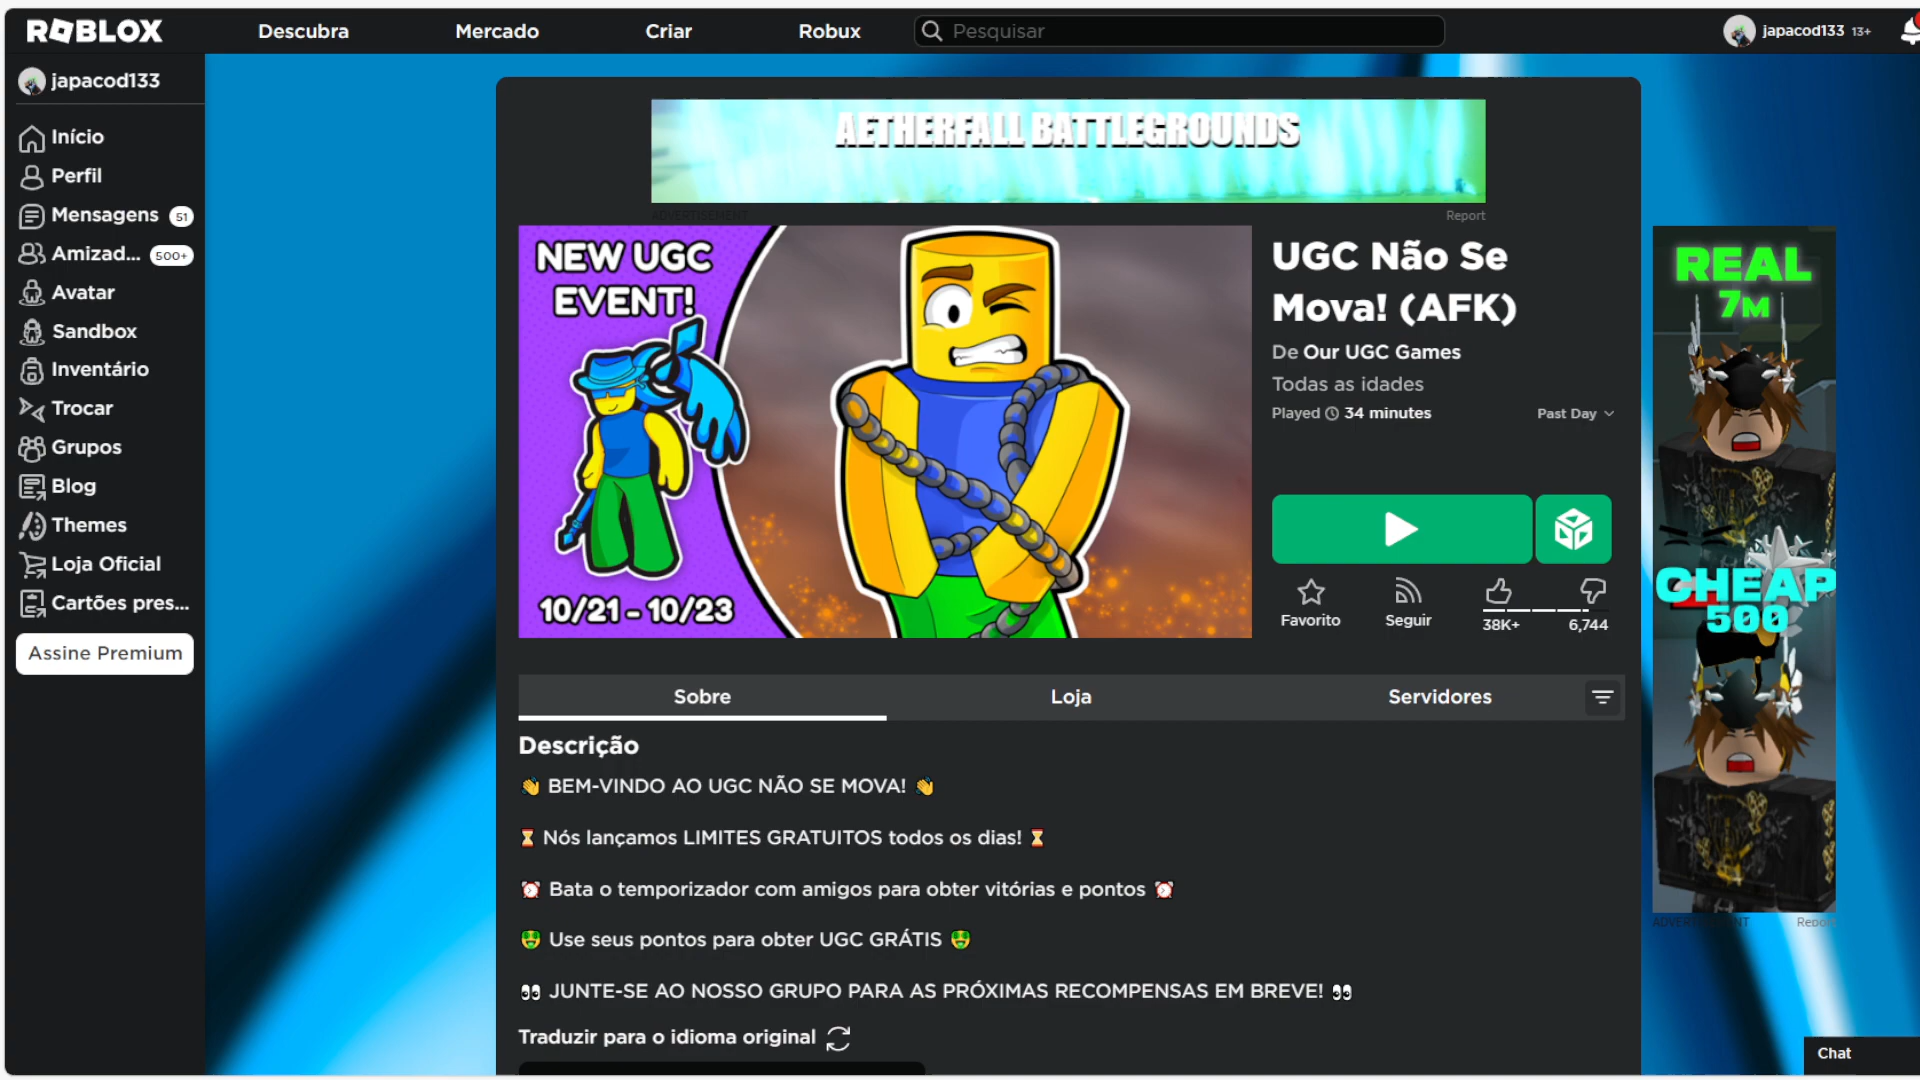 ROBLOX
Descubra
Mercado
Criar
Robux
Pesquisar
japacod133
13+
japacod133
Início
Perfil
Mensagens 51
Amizad... 500+
Avatar
Sandbox
Inventário
Trocar
Grupos
Blog
Themes
Loja Oficial
Cartões pres...
Assine Premium
AETHERFALL BATTLEGROUNDS
ADVERTISEMENT
Report
NEW UGC
EVENT!
10/21 - 10/23
UGC Não Se
Mova! (AFK)
De Our UGC Games
Todas as idades
Played 34 minutes
Past Day
Favorito
Seguir
38K+
6,744
REAL
7M
CHEAP
500
Sobre
Loja
Servidores
Descrição
👋 BEM-VINDO AO UGC NÃO SE MOVA! 👋
⏳ Nós lançamos LIMITES GRATUITOS todos os dias! ⏳
⏰ Bata o temporizador com amigos para obter vitórias e pontos ⏰
🤑 Use seus pontos para obter UGC GRÁTIS 🤑
👀 JUNTE-SE AO NOSSO GRUPO PARA AS PRÓXIMAS RECOMPENSAS EM BREVE! 👀
Traduzir para o idioma original
ADVERTISEMENT
Report
Chat